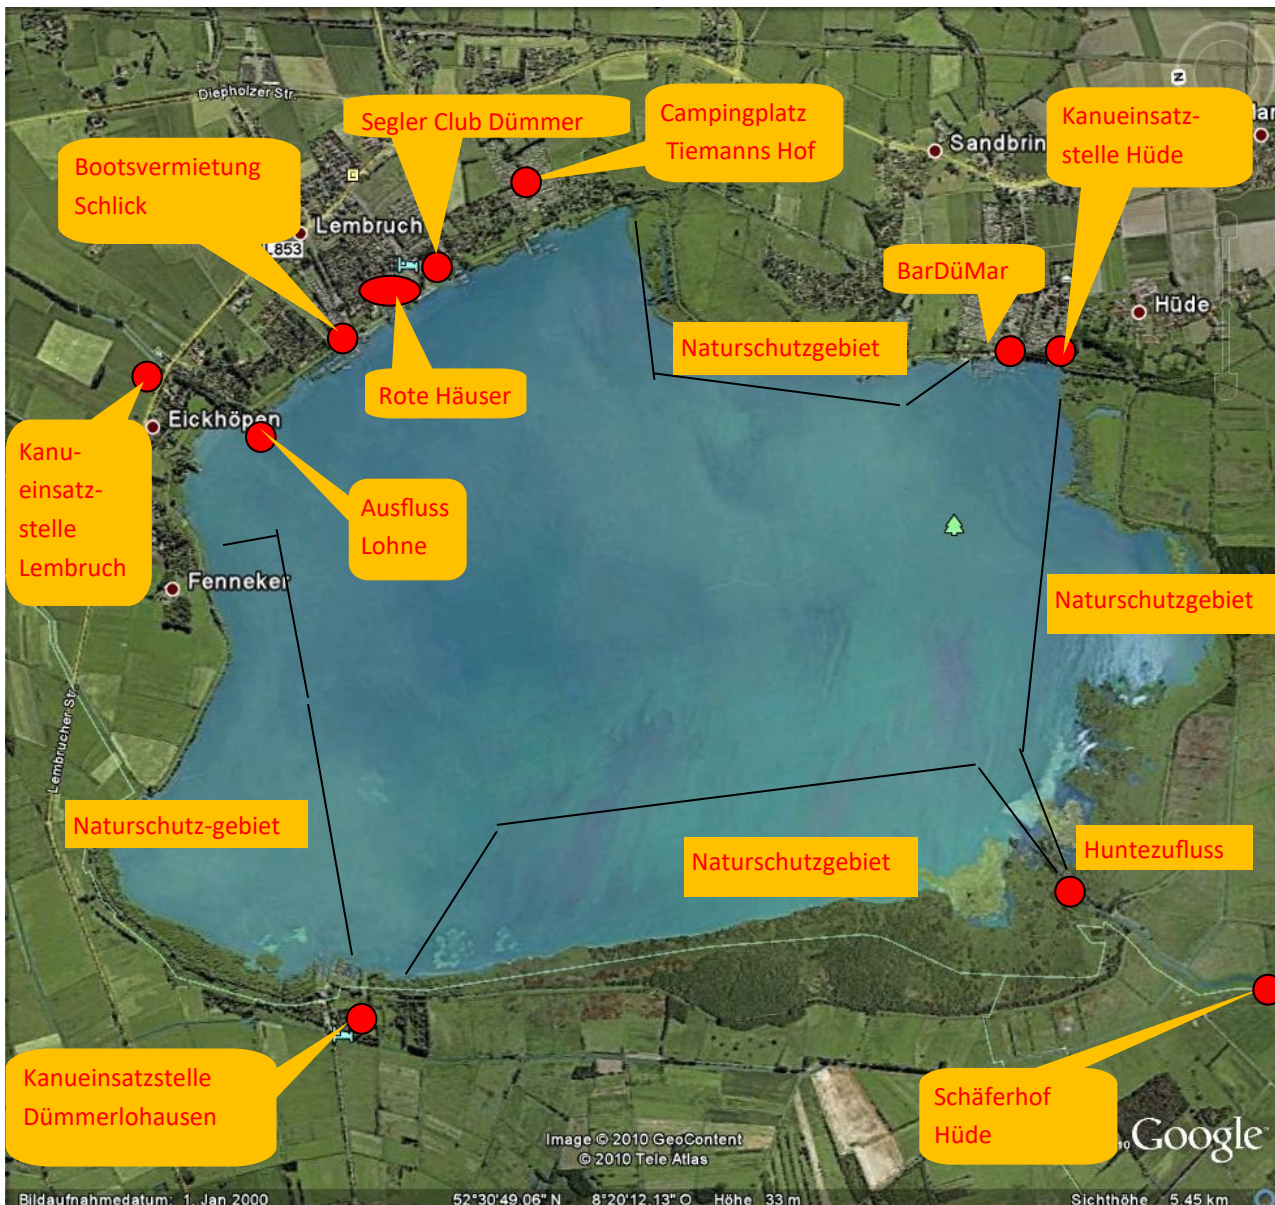 Diepholzer Str.
Segler Club Dümmer
Campingplatz
Tiemanns Hof
Kanueinsatz-
stelle Hüde
Sandbrin
Bootsvermietung
Schlick
Lembruch
L853
BarDüMar
Hüde
Naturschutzgebiet
Rote Häuser
Eickhöpen
Kanu-
einsatz-
stelle
Lembruch
Ausfluss
Lohne
Fenneker
Naturschutzgebiet
Lembrucher Str.
Naturschutz-gebiet
Naturschutzgebiet
Huntezufluss
Kanueinsatzstelle
Dümmerlohausen
Schäferhof
Hüde
Image © 2010 GeoContent
© 2010 Tele Atlas
Google
Bildaufnahmedatum: 1. Jan 2000
52°30'49.06" N 8°20'12.13" O Höhe 33 m
Sichthöhe 5.45 km